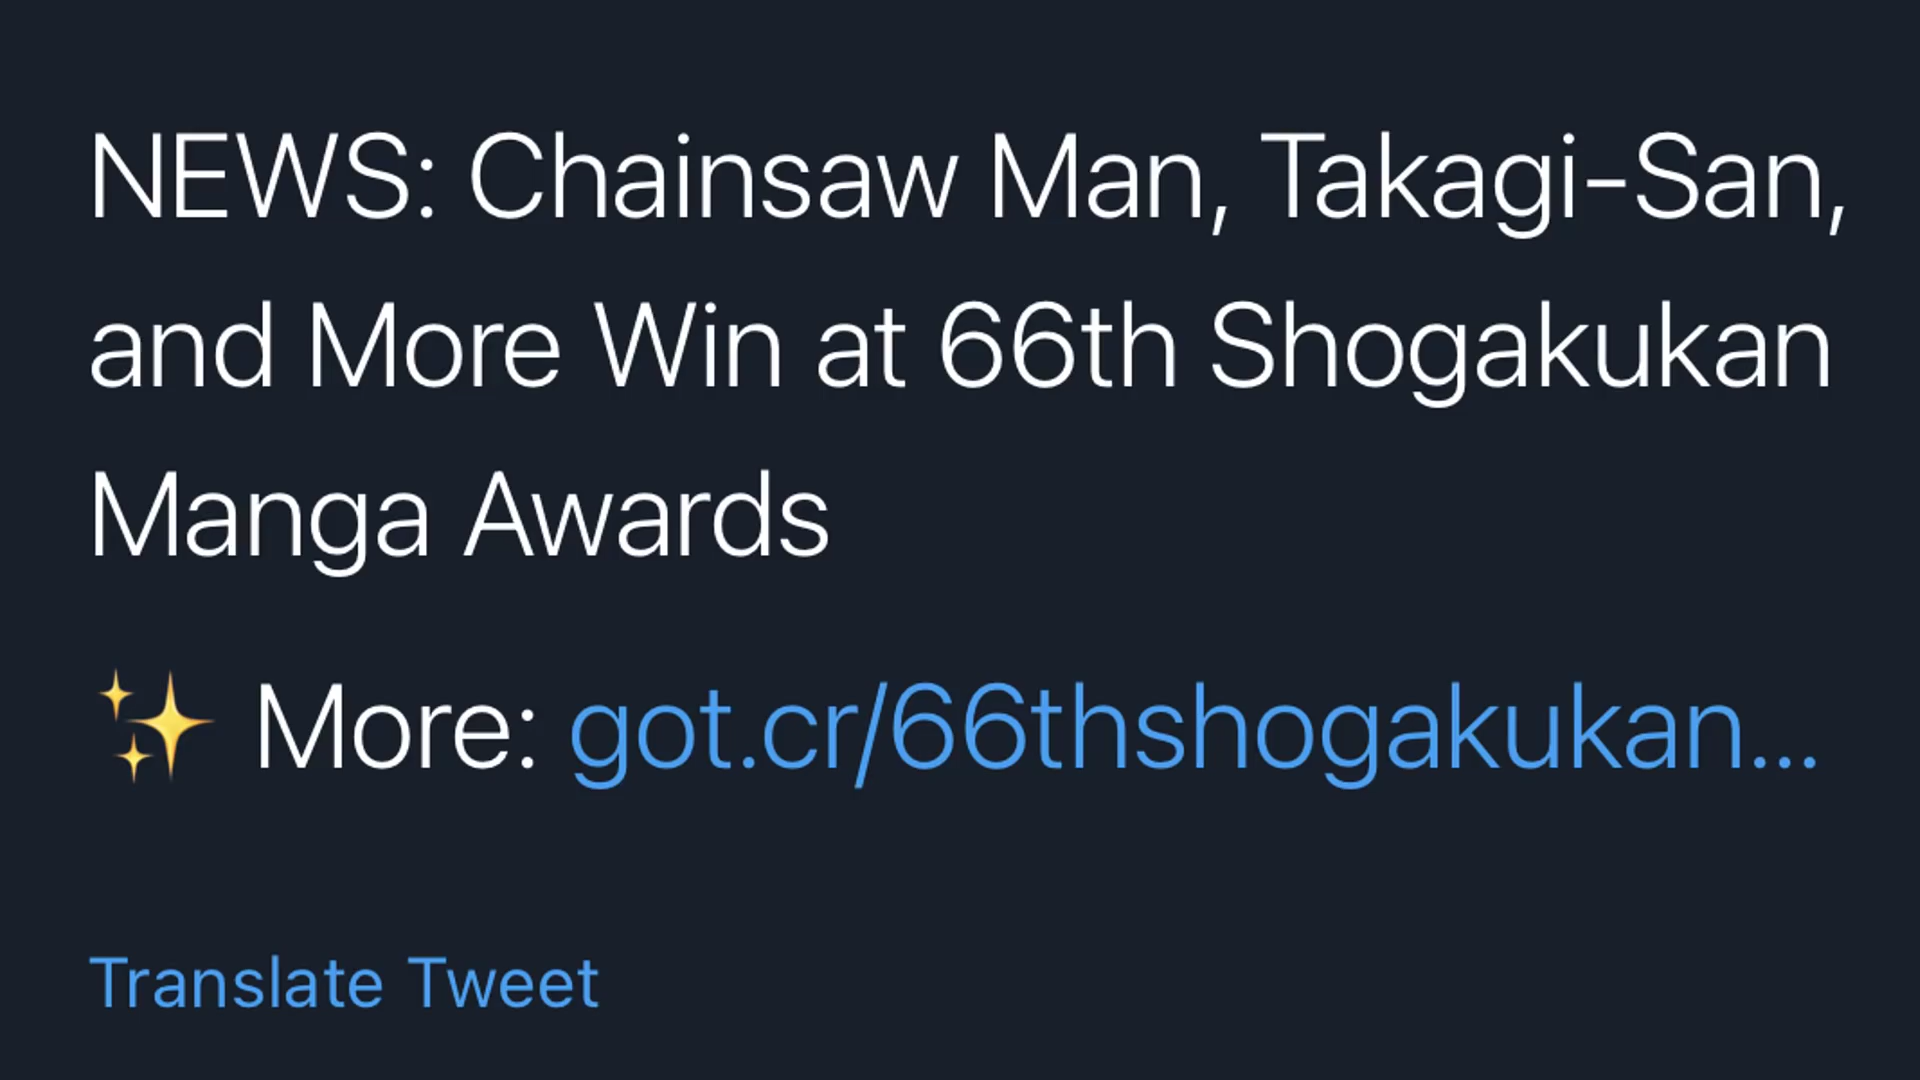 NEWS: Chainsaw Man, Takagi-San,
and More Win at 66th Shogakukan
Manga Awards
✨ More: got.cr/66thshogakukan...
Translate Tweet